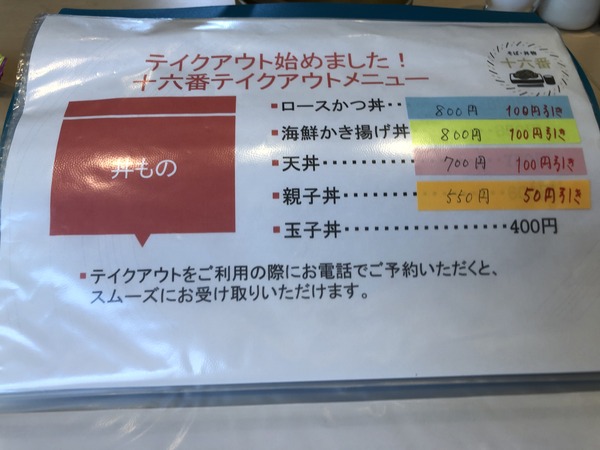 テイクアウト始めました！
十六番テイクアウトメニュー
そば・丼物
十六番
丼もの
▪ロースかつ丼‥ 800円 100円引き
▪海鮮かき揚げ丼 800円 100円引き
▪天丼‥‥‥‥‥ 700円 100円引き
▪親子丼‥‥‥‥ 550円 50円引き
▪玉子丼‥‥‥‥‥‥‥‥‥400円
▪テイクアウトをご利用の際にお電話でご予約いただくと、
スムーズにお受け取りいただけます。